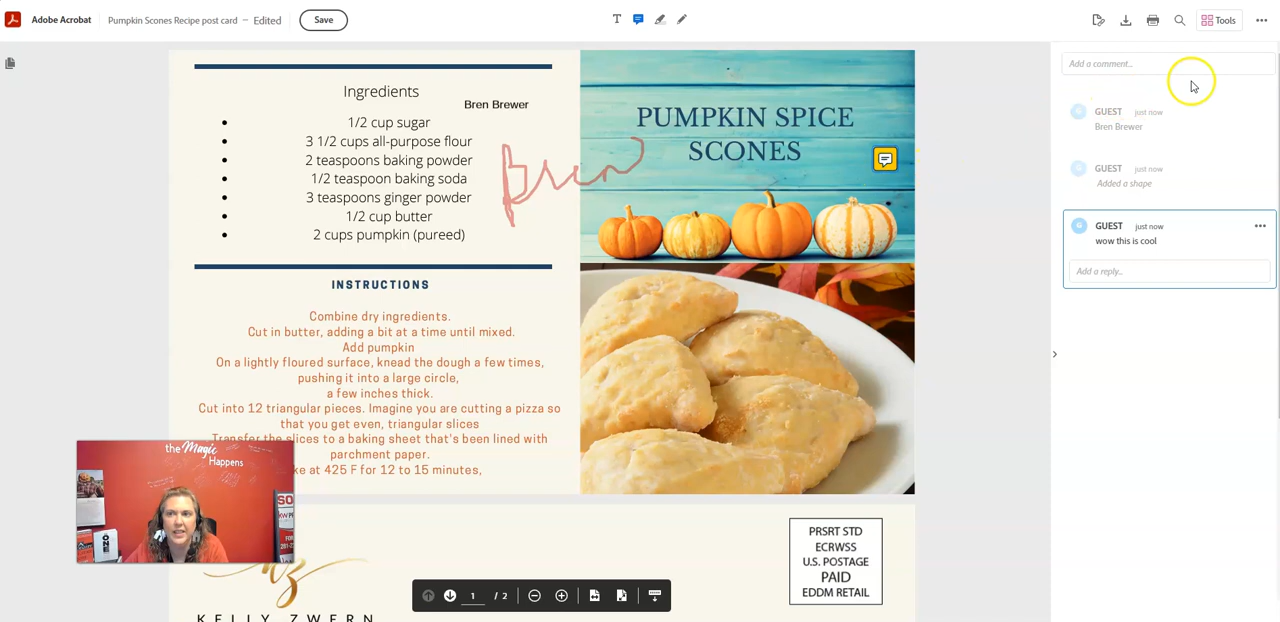 Adobe Acrobat
Pumpkin Scones Recipe post card – Edited
Save
T
Tools
Add a comment...
GUEST just now
Bren Brewer
GUEST just now
Added a shape
GUEST just now
wow this is cool
Add a reply...
Ingredients
Bren Brewer
• 1/2 cup sugar
• 3 1/2 cups all-purpose flour
• 2 teaspoons baking powder
• 1/2 teaspoon baking soda
• 3 teaspoons ginger powder
• 1/2 cup butter
• 2 cups pumpkin (pureed)
Bren
PUMPKIN SPICE
SCONES
INSTRUCTIONS
Combine dry ingredients.
Cut in butter, adding a bit at a time until mixed.
Add pumpkin
On a lightly floured surface, knead the dough a few times,
pushing it into a large circle,
a few inches thick.
Cut into 12 triangular pieces. Imagine you are cutting a pizza so
that you get even, triangular slices
Transfer the slices to a baking sheet that's been lined with
parchment paper.
at 425 F for 12 to 15 minutes,
the Magic
Happens
PRSRT STD
ECRWSS
U.S. POSTAGE
PAID
EDDM RETAIL
KELLY ZWERN
1 / 2